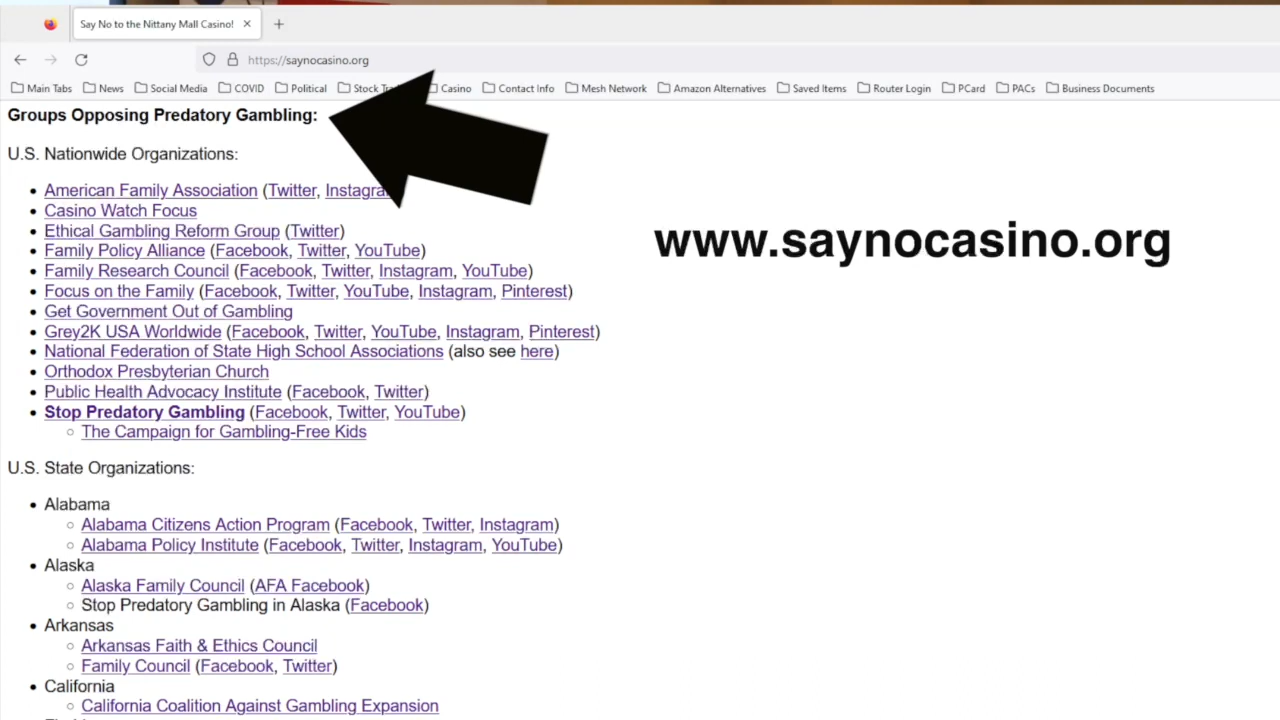 Say No to the Nittany Mall Casino!
https://saynocasino.org
Main Tabs News Social Media COVID Political Stock Casino Contact Info Mesh Network Amazon Alternatives Saved Items Router Login PCard PACs Business Documents
Groups Opposing Predatory Gambling:
U.S. Nationwide Organizations:
American Family Association (Twitter,
Casino Watch Focus
Ethical Gambling Reform Group (Twitter)
www.saynocasino.org
Family Policy Alliance (Facebook, Twitter, YouTube)
Family Research Council (Facebook, Twitter, Instagram, YouTube)
Focus on the Family (Facebook, Twitter, YouTube, Instagram, Pinterest)
Get Government Out of Gambling
Grey2K USA Worldwide (Facebook, Twitter, YouTube, Instagram, Pinterest)
National Federation of State High School Associations (also see here)
Orthodox Presbyterian Church
Public Health Advocacy Institute (Facebook, Twitter)
Stop Predatory Gambling (Facebook, Twitter, YouTube)
The Campaign for Gambling-Free Kids
U.S. State Organizations:
Alabama
Alabama Citizens Action Program (Facebook, Twitter, Instagram)
Alabama Policy Institute (Facebook, Twitter, Instagram, YouTube)
Alaska
Alaska Family Council (AFA Facebook)
Stop Predatory Gambling in Alaska (Facebook)
Arkansas
Arkansas Faith & Ethics Council
Family Council (Facebook, Twitter)
California
California Coalition Against Gambling Expansion